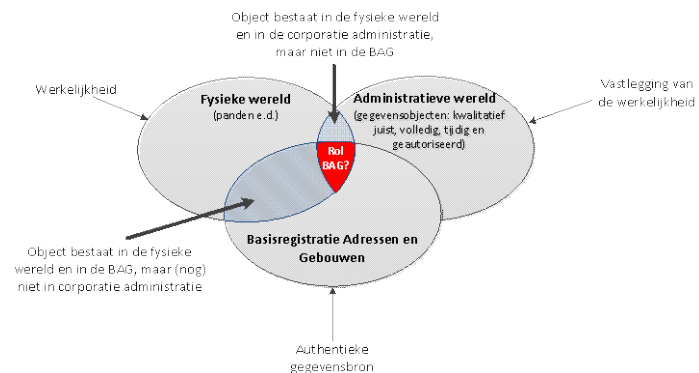 Object bestaat in de fysieke wereld
en in de corporatie administratie,
maar niet in de BAG
Werkelijkheid
Vastlegging van
de werkelijkheid
Fysieke wereld
(panden e.d.)
Administratieve wereld
(gegevensobjecten: kwalitatief
juist, volledig, tijdig en
geautoriseerd)
Rol
BAG?
Basisregistratie Adressen en
Gebouwen
Object bestaat in de fysieke
wereld en in de BAG, maar (nog)
niet in corporatie administratie
Authentieke
gegevensbron